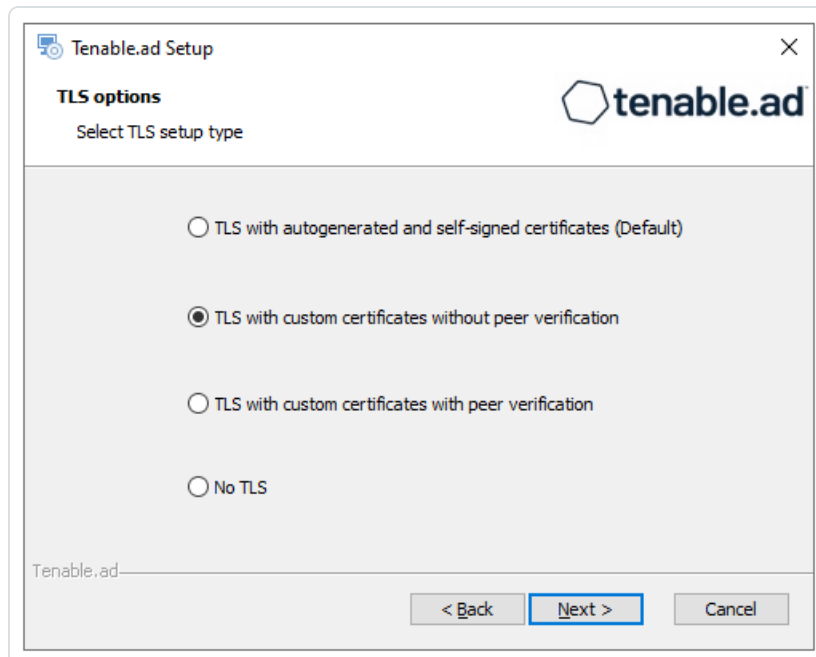 Tenable.ad Setup
TLS options
Select TLS setup type
tenable.ad
TLS with autogenerated and self-signed certificates (Default)
TLS with custom certificates without peer verification
TLS with custom certificates with peer verification
No TLS
Tenable.ad
< Back
Next >
Cancel